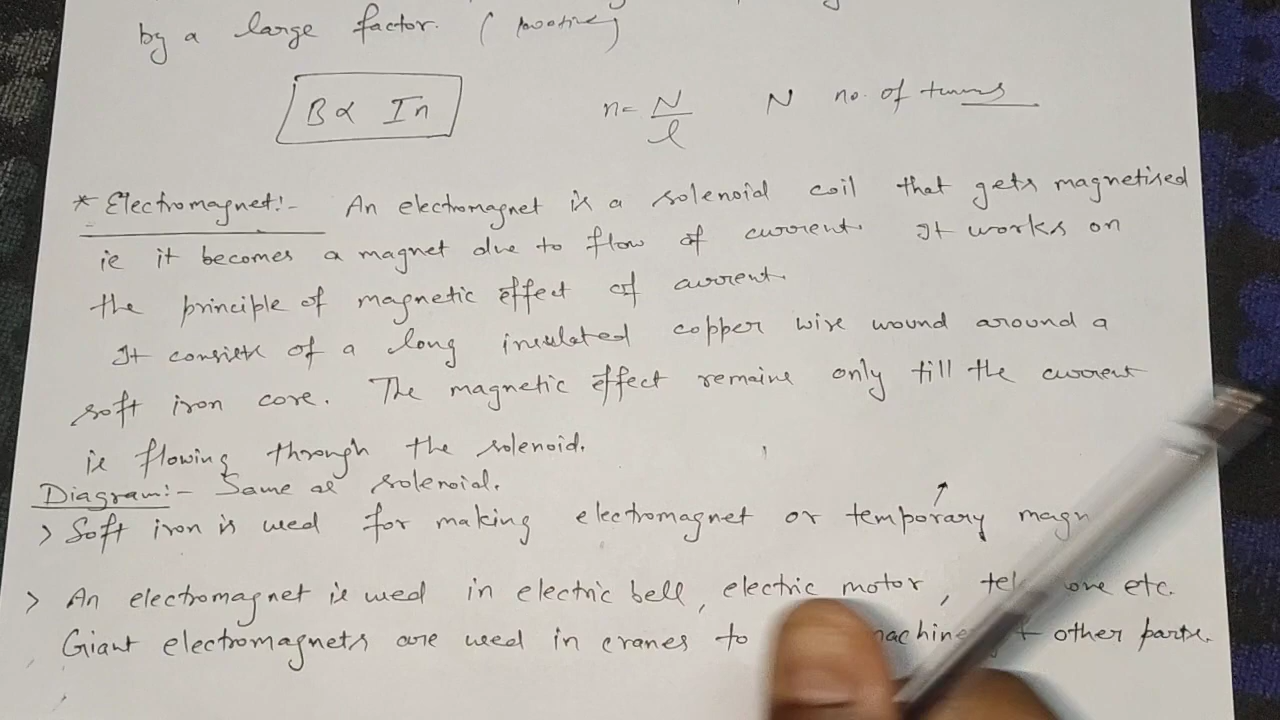 by a large factor. (
B ∝ In
n = N/l N no. of turns
* Electromagnet:- An electromagnet is a solenoid coil that gets magnetised
ie it becomes a magnet due to flow of current. It works on
the principle of magnetic effect of current.
It consists of a long insulated copper wire wound around a
soft iron core. The magnetic effect remains only till the current
is flowing through the solenoid.
Diagram:- Same as solenoid.
> Soft iron is used for making electromagnet or temporary magn
> An electromagnet is used in electric bell, electric motor, tel one etc.
Giant electromagnets are used in cranes to machine other parts.